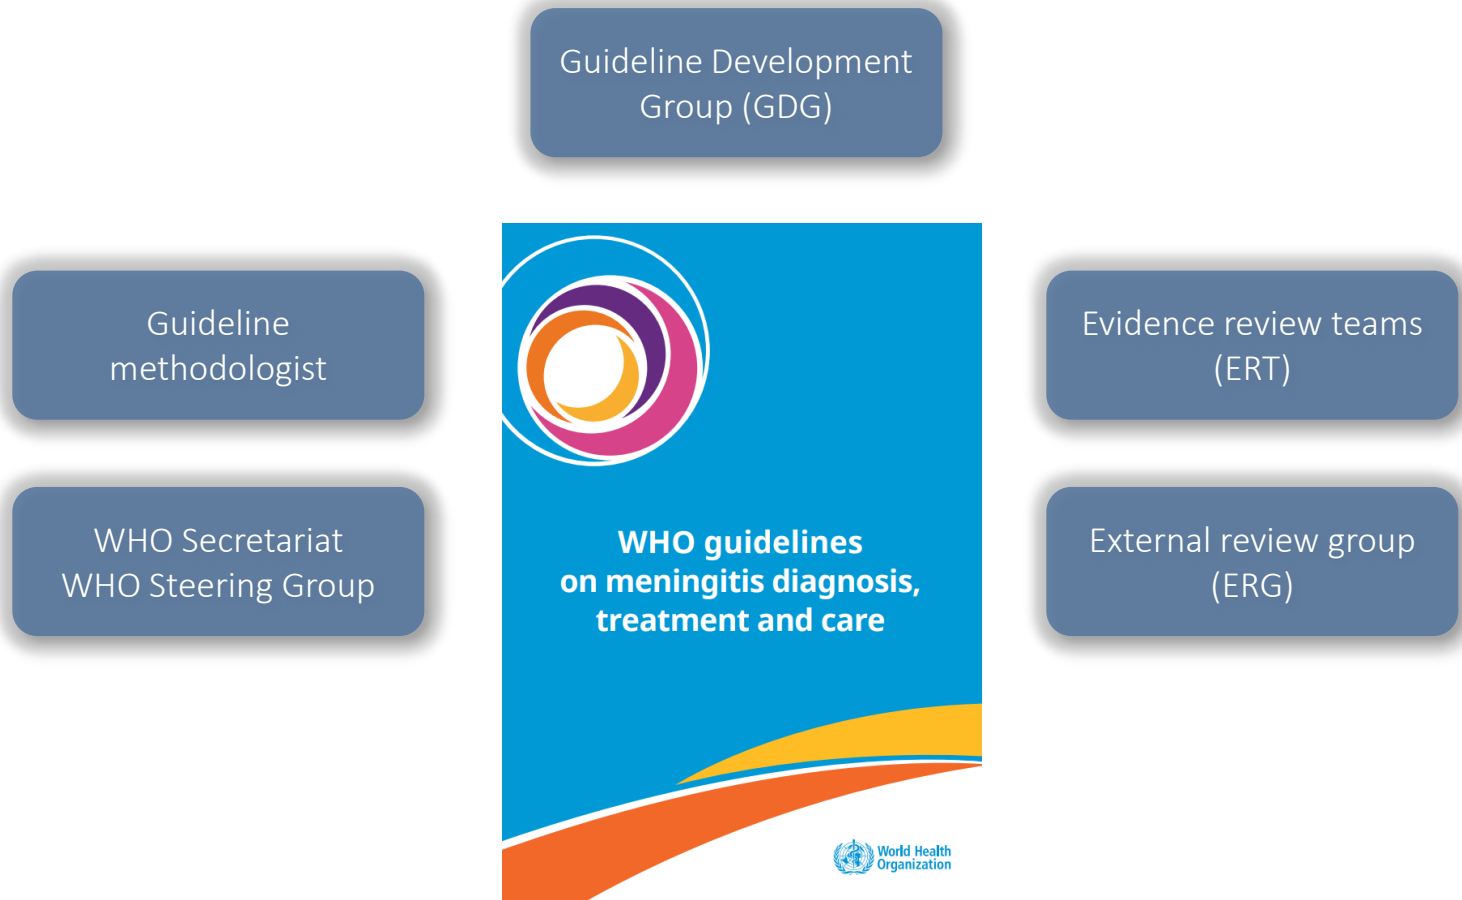 Guideline Development
Group (GDG)
Guideline
methodologist
WHO Secretariat
WHO Steering Group
WHO guidelines
on meningitis diagnosis,
treatment and care
World Health
Organization
Evidence review teams
(ERT)
External review group
(ERG)